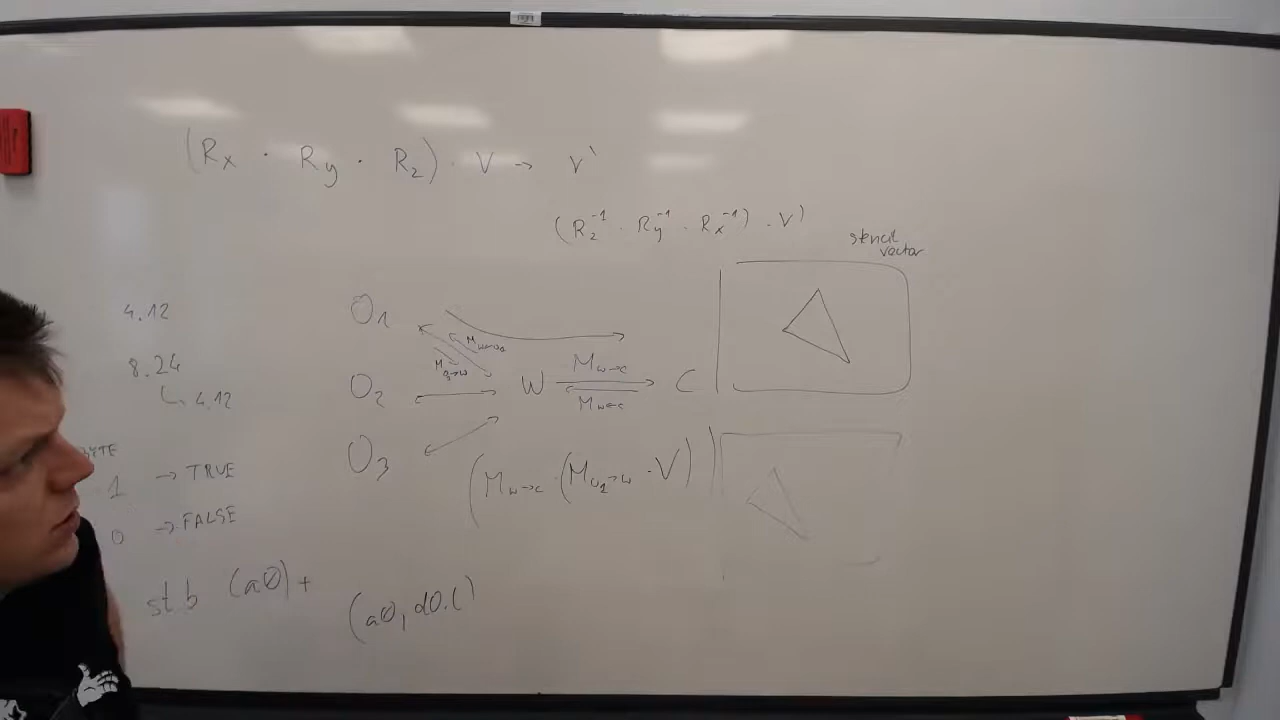 (Rx · Ry · Rz) · V → V`
(Rz⁻¹ · Ry⁻¹ · Rx⁻¹) · V)
stencil
vector
4.12
8.24
4.12
BYTE
1 → TRUE
0 → FALSE
O1
O2
O3
W
M w→c
M w←c
C
(M w→c · (M o1→w · V))
st.b (a0)+
(a0, d0.l)